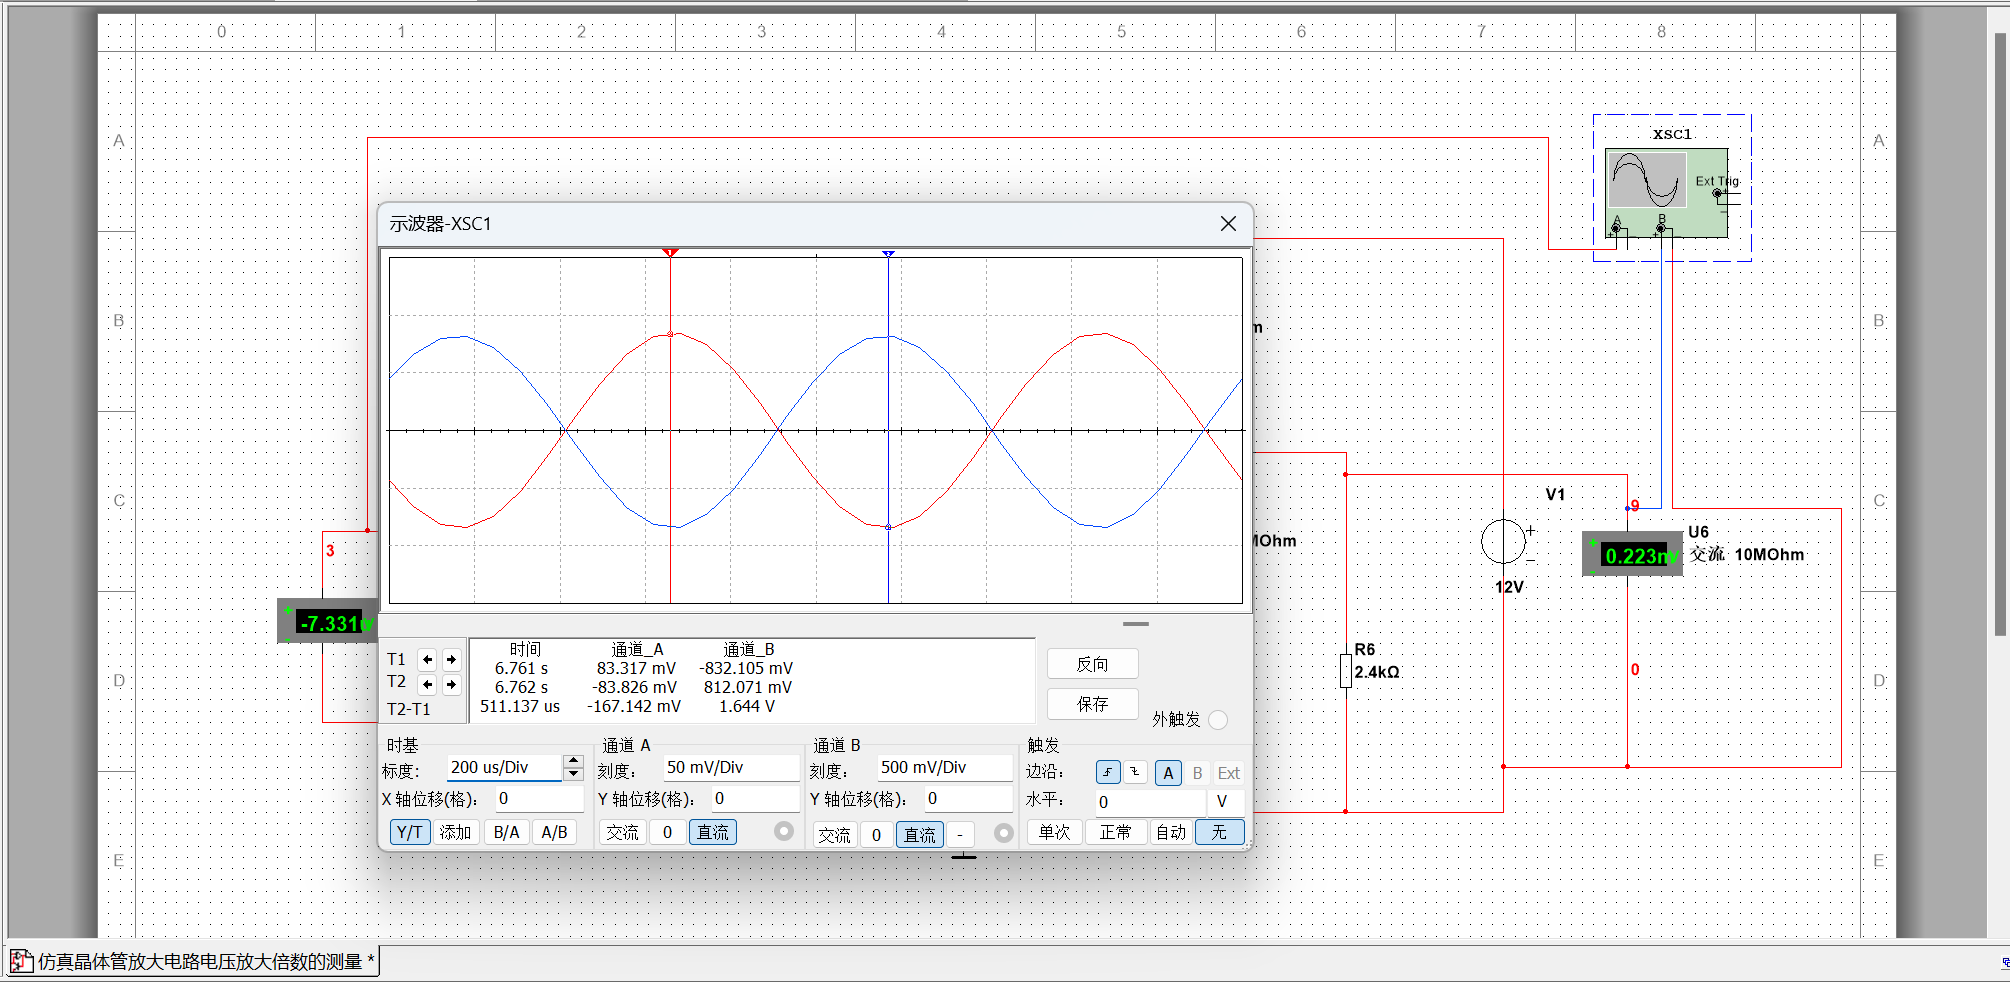 0 1 2 3 4 5 6 7 8
A A
XSC1
Ext Trig
A B
示波器-XSC1
B B
C C
V1
9
3
U6
MOhm
0.223m
交流 10MOhm
12V
-7.331
R6
2.4kΩ
0
D D
时间 通道_A 通道_B
T1 6.761 s 83.317 mV -832.105 mV
T2 6.762 s -83.826 mV 812.071 mV
T2-T1 511.137 us -167.142 mV 1.644 V
反向
保存
外触发
时基 通道 A 通道 B 触发
标度: 200 us/Div 刻度: 50 mV/Div 刻度: 500 mV/Div 边沿: A B Ext
X 轴位移(格): 0 Y 轴位移(格): 0 Y 轴位移(格): 0 水平: 0 V
Y/T 添加 B/A A/B 交流 0 直流 交流 0 直流 - 单次 正常 自动 无
E E
仿真晶体管放大电路电压放大倍数的测量 *